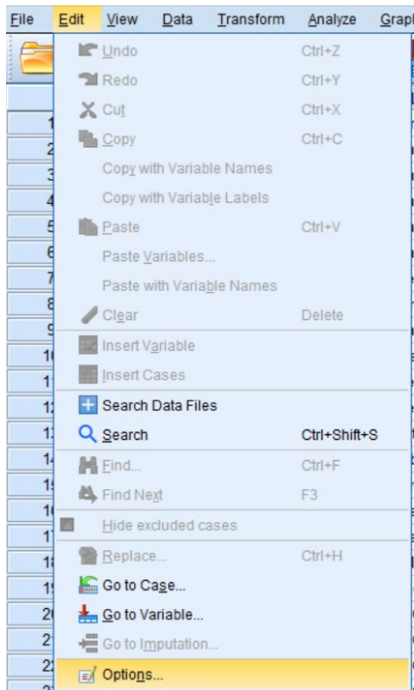 File Edit View Data Transform Analyze
Undo Ctrl+Z
Redo Ctrl+Y
Cut Ctrl+X
Copy Ctrl+C
Copy with Variable Names
Copy with Variable Labels
Paste Ctrl+V
Paste Variables...
Paste with Variable Names
Clear Delete
Insert Variable
Insert Cases
Search Data Files
Search Ctrl+Shift+S
Find... Ctrl+F
Find Next F3
Hide excluded cases
Replace... Ctrl+H
Go to Case...
Go to Variable...
Go to Imputation...
Options...